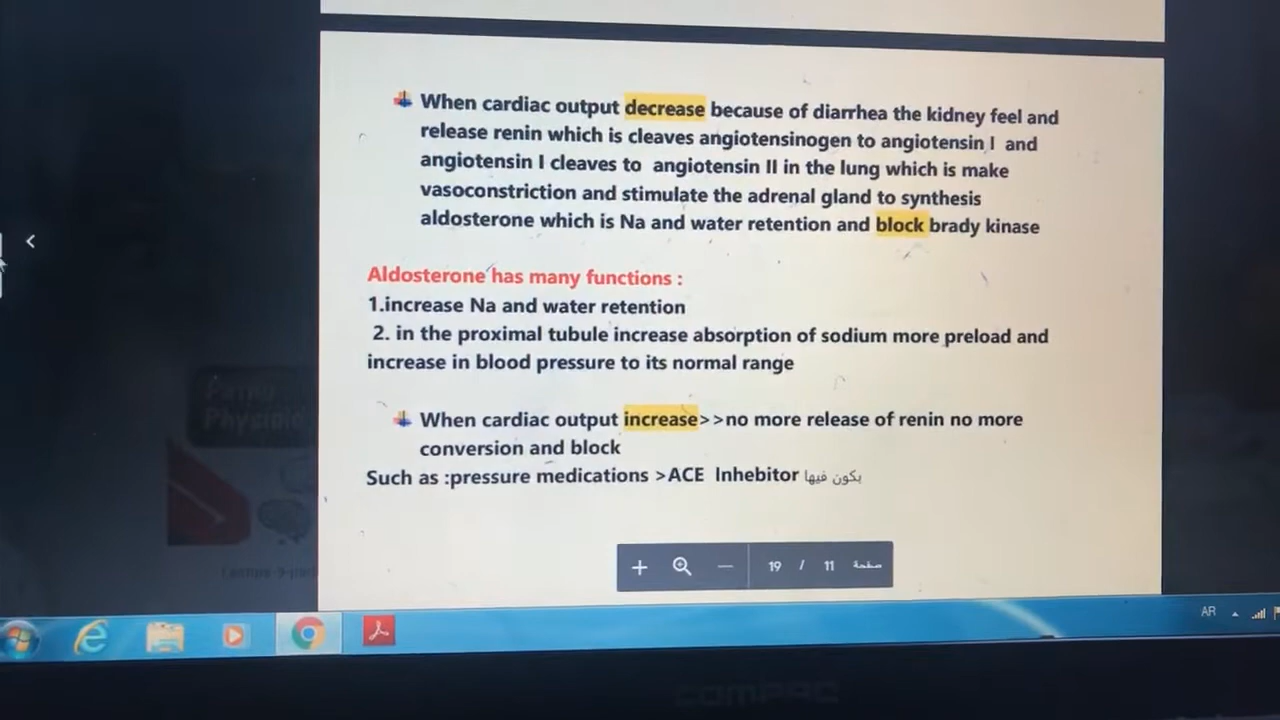 When cardiac output decrease because of diarrhea the kidney feel and
release renin which is cleaves angiotensinogen to angiotensin I and
angiotensin I cleaves to angiotensin II in the lung which is make
vasoconstriction and stimulate the adrenal gland to synthesis
aldosterone which is Na and water retention and block brady kinase
Aldosterone has many functions :
1.increase Na and water retention
2. in the proximal tubule increase absorption of sodium more preload and
increase in blood pressure to its normal range
When cardiac output increase>>no more release of renin no more
conversion and block
Such as :pressure medications >ACE Inhebitor يكون فيها
19 / 11 صفحة
AR
COMPAQ